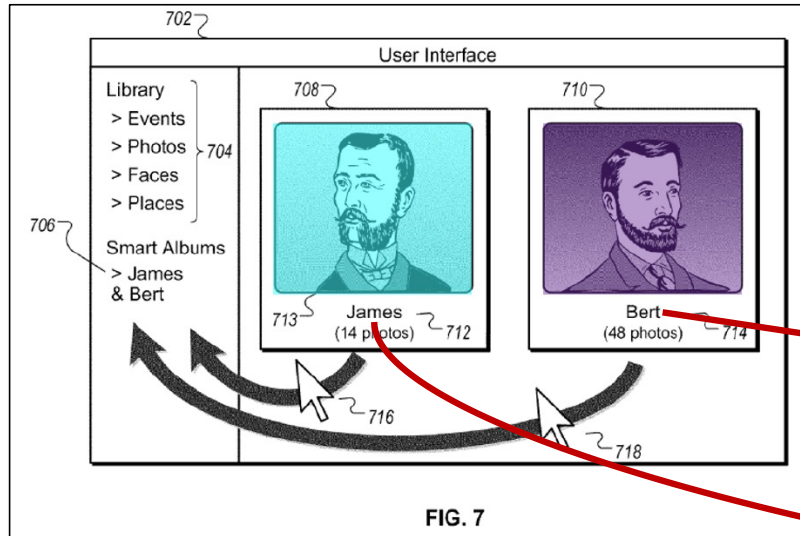 702
User Interface
Library
> Events
> Photos
> Faces
> Places
704
706
Smart Albums
> James
& Bert
708
713
James
(14 photos)
712
710
Bert
(48 photos)
714
716
718
FIG. 7